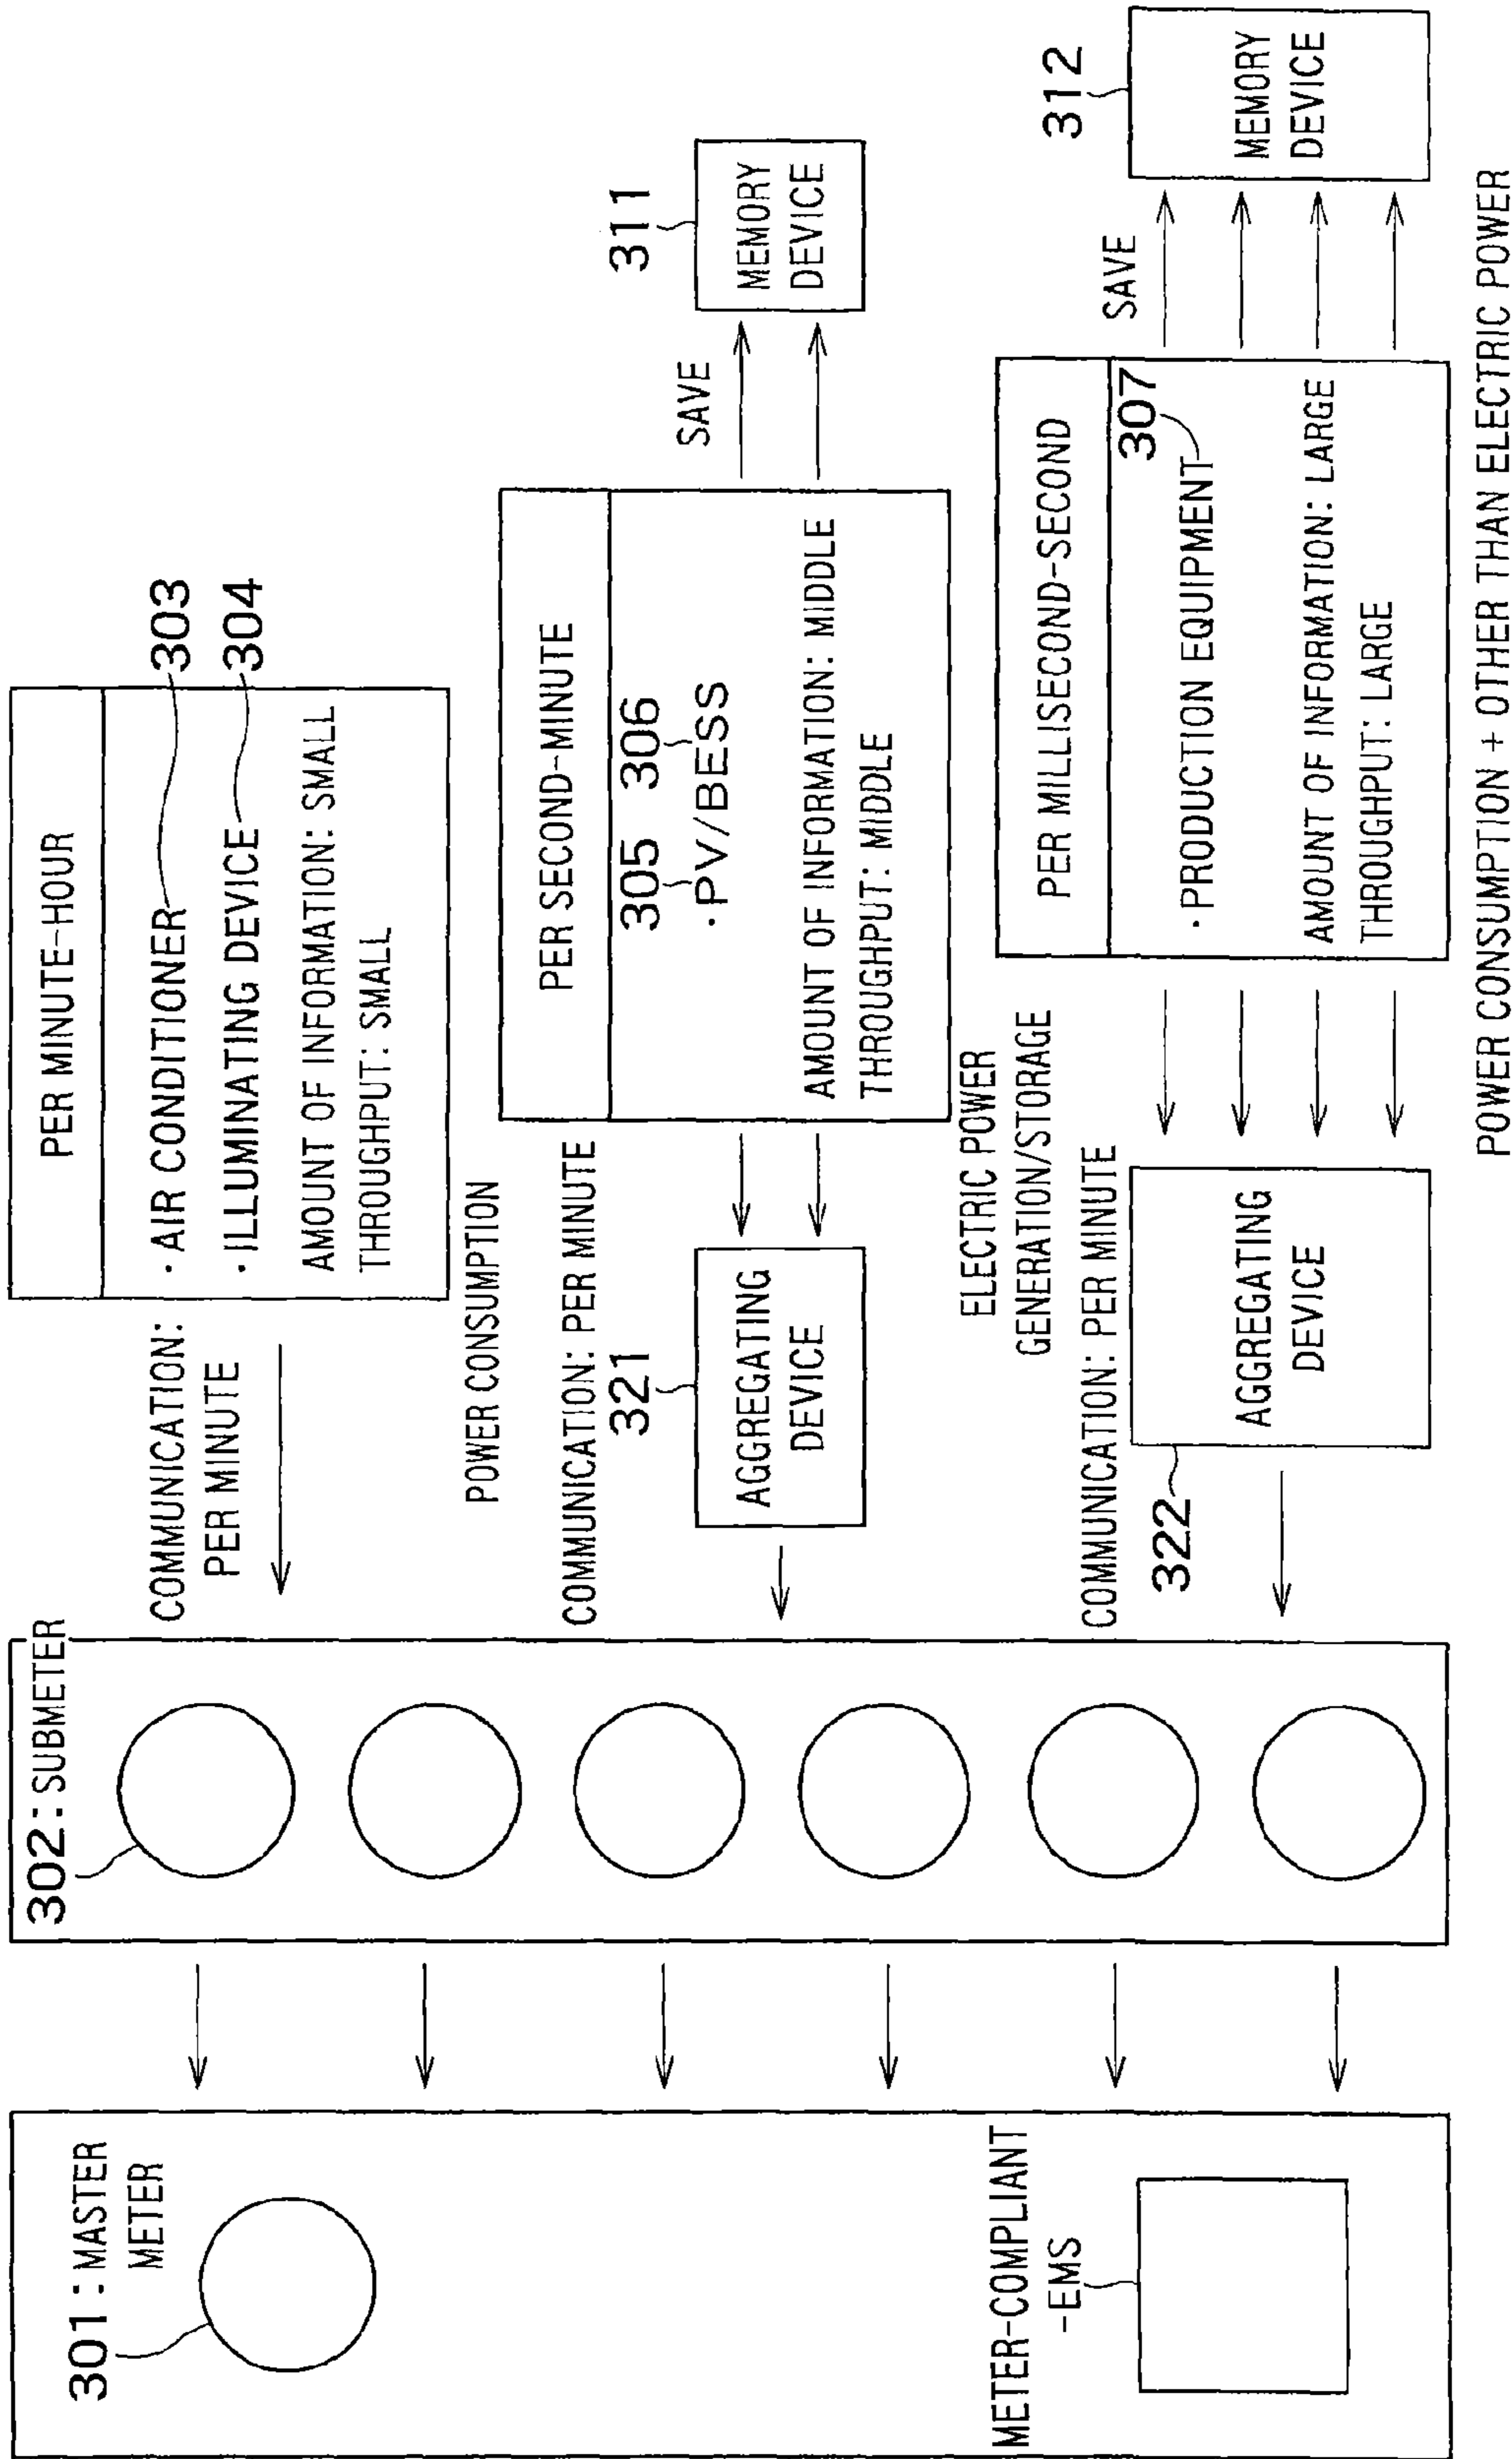 301 : MASTER
METER
METER-COMPLIANT
-EMS
302 : SUBMETER
COMMUNICATION:
PER MINUTE
PER MINUTE-HOUR
· AIR CONDITIONER 303
· ILLUMINATING DEVICE 304
AMOUNT OF INFORMATION: SMALL
THROUGHPUT: SMALL
POWER CONSUMPTION
COMMUNICATION: PER MINUTE
321
AGGREGATING
DEVICE
PER SECOND-MINUTE
305 306
· PV/BESS
AMOUNT OF INFORMATION: MIDDLE
THROUGHPUT: MIDDLE
SAVE
311
MEMORY
DEVICE
ELECTRIC POWER
GENERATION/STORAGE
COMMUNICATION: PER MINUTE
322
AGGREGATING
DEVICE
PER MILLISECOND-SECOND
307
· PRODUCTION EQUIPMENT
AMOUNT OF INFORMATION: LARGE
THROUGHPUT: LARGE
SAVE
312
MEMORY
DEVICE
POWER CONSUMPTION + OTHER THAN ELECTRIC POWER